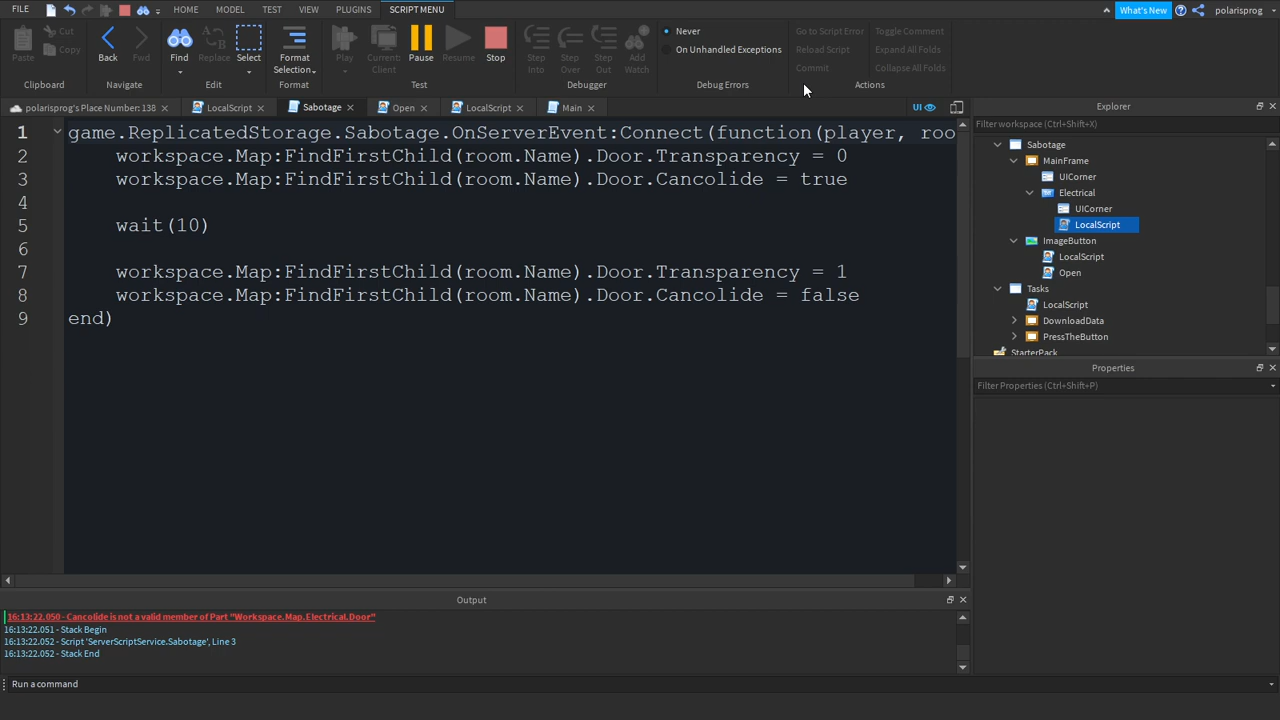 FILE
HOME
MODEL
TEST
VIEW
PLUGINS
SCRIPT MENU
What's New
polarisprog
Paste
Cut
Copy
Back
Fwd
Find
Replace
Select
Format
Selection
Play
Current:
Client
Pause
Resume
Stop
Step
Into
Step
Over
Step
Out
Add
Watch
Never
On Unhandled Exceptions
Go to Script Error
Reload Script
Commit
Toggle Comment
Expand All Folds
Collapse All Folds
Clipboard
Navigate
Edit
Format
Test
Debugger
Debug Errors
Actions
polarisprog's Place Number: 138
LocalScript
Sabotage
Open
LocalScript
Main
UI
1 game.ReplicatedStorage.Sabotage.OnServerEvent:Connect(function(player, roo
2 workspace.Map:FindFirstChild(room.Name).Door.Transparency = 0
3 workspace.Map:FindFirstChild(room.Name).Door.Cancolide = true
4
5 wait(10)
6
7 workspace.Map:FindFirstChild(room.Name).Door.Transparency = 1
8 workspace.Map:FindFirstChild(room.Name).Door.Cancolide = false
9 end)
Explorer
Filter workspace (Ctrl+Shift+X)
Sabotage
MainFrame
UICorner
Electrical
UICorner
LocalScript
ImageButton
LocalScript
Open
Tasks
LocalScript
DownloadData
PressTheButton
StarterPack
Properties
Filter Properties (Ctrl+Shift+P)
Output
16:13:22.050 - Cancolide is not a valid member of Part "Workspace.Map.Electrical.Door"
16:13:22.051 - Stack Begin
16:13:22.052 - Script 'ServerScriptService.Sabotage', Line 3
16:13:22.052 - Stack End
Run a command